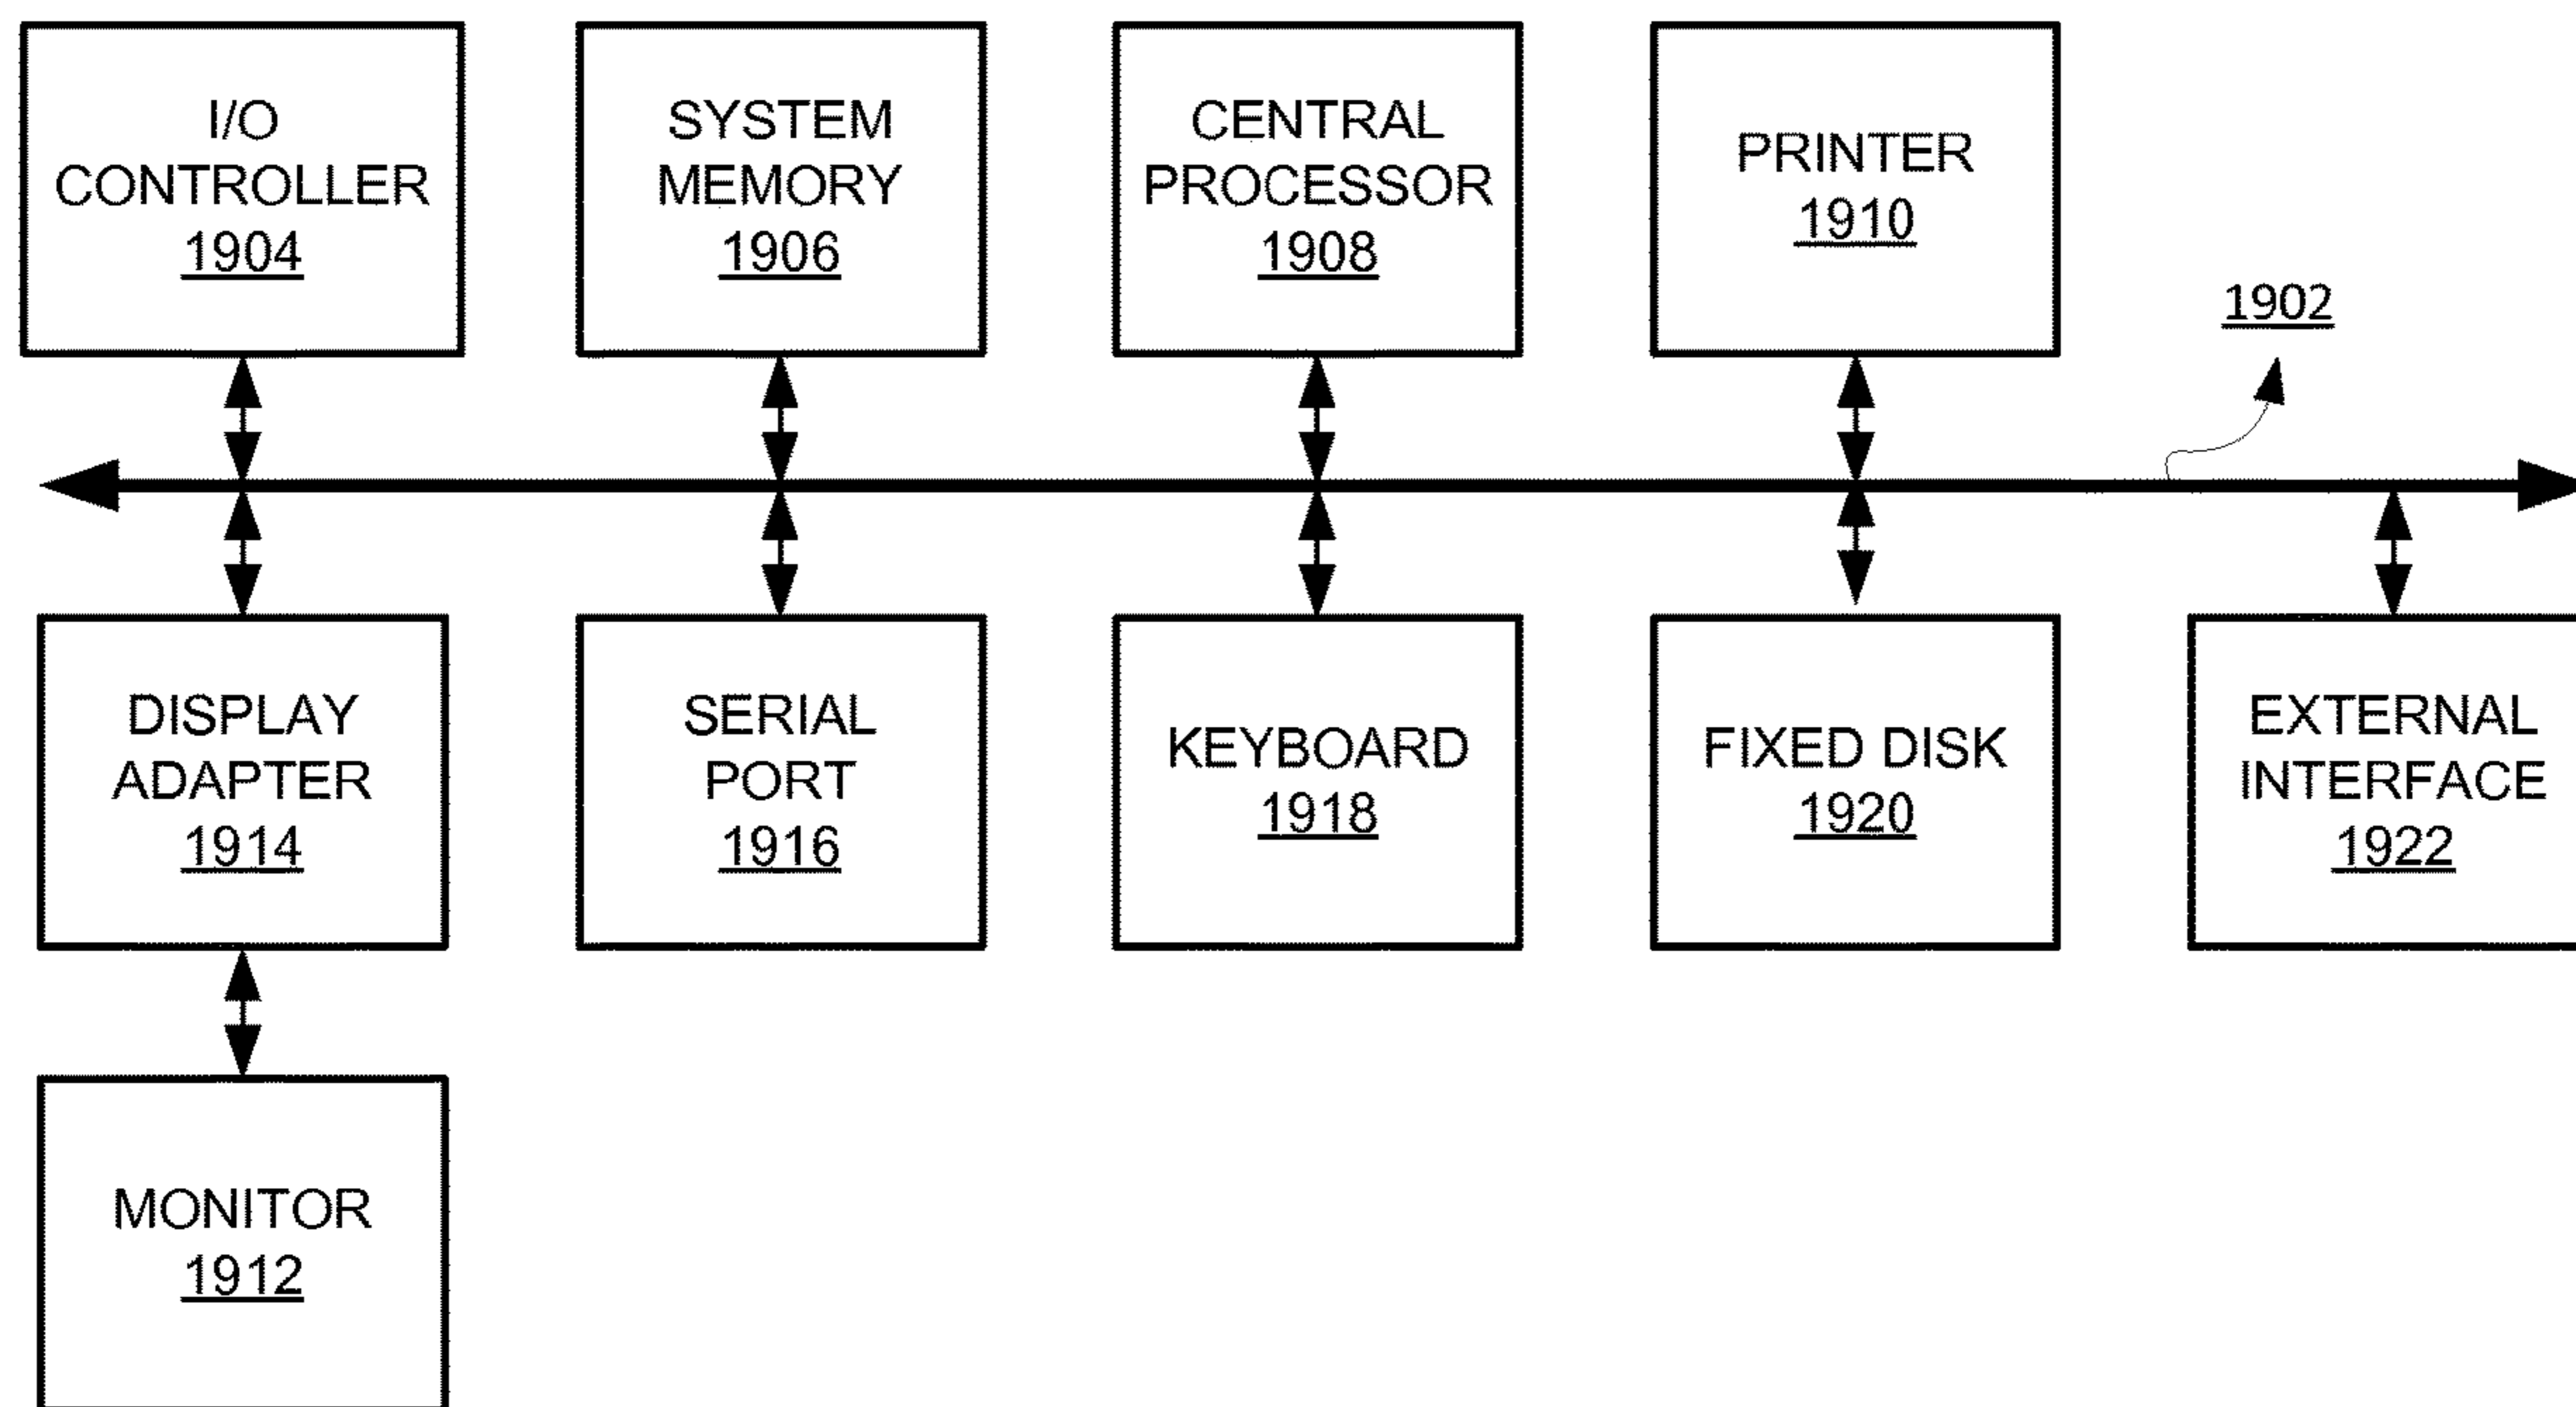 I/O
CONTROLLER
1904
SYSTEM
MEMORY
1906
CENTRAL
PROCESSOR
1908
PRINTER
1910
1902
DISPLAY
ADAPTER
1914
SERIAL
PORT
1916
KEYBOARD
1918
FIXED DISK
1920
EXTERNAL
INTERFACE
1922
MONITOR
1912